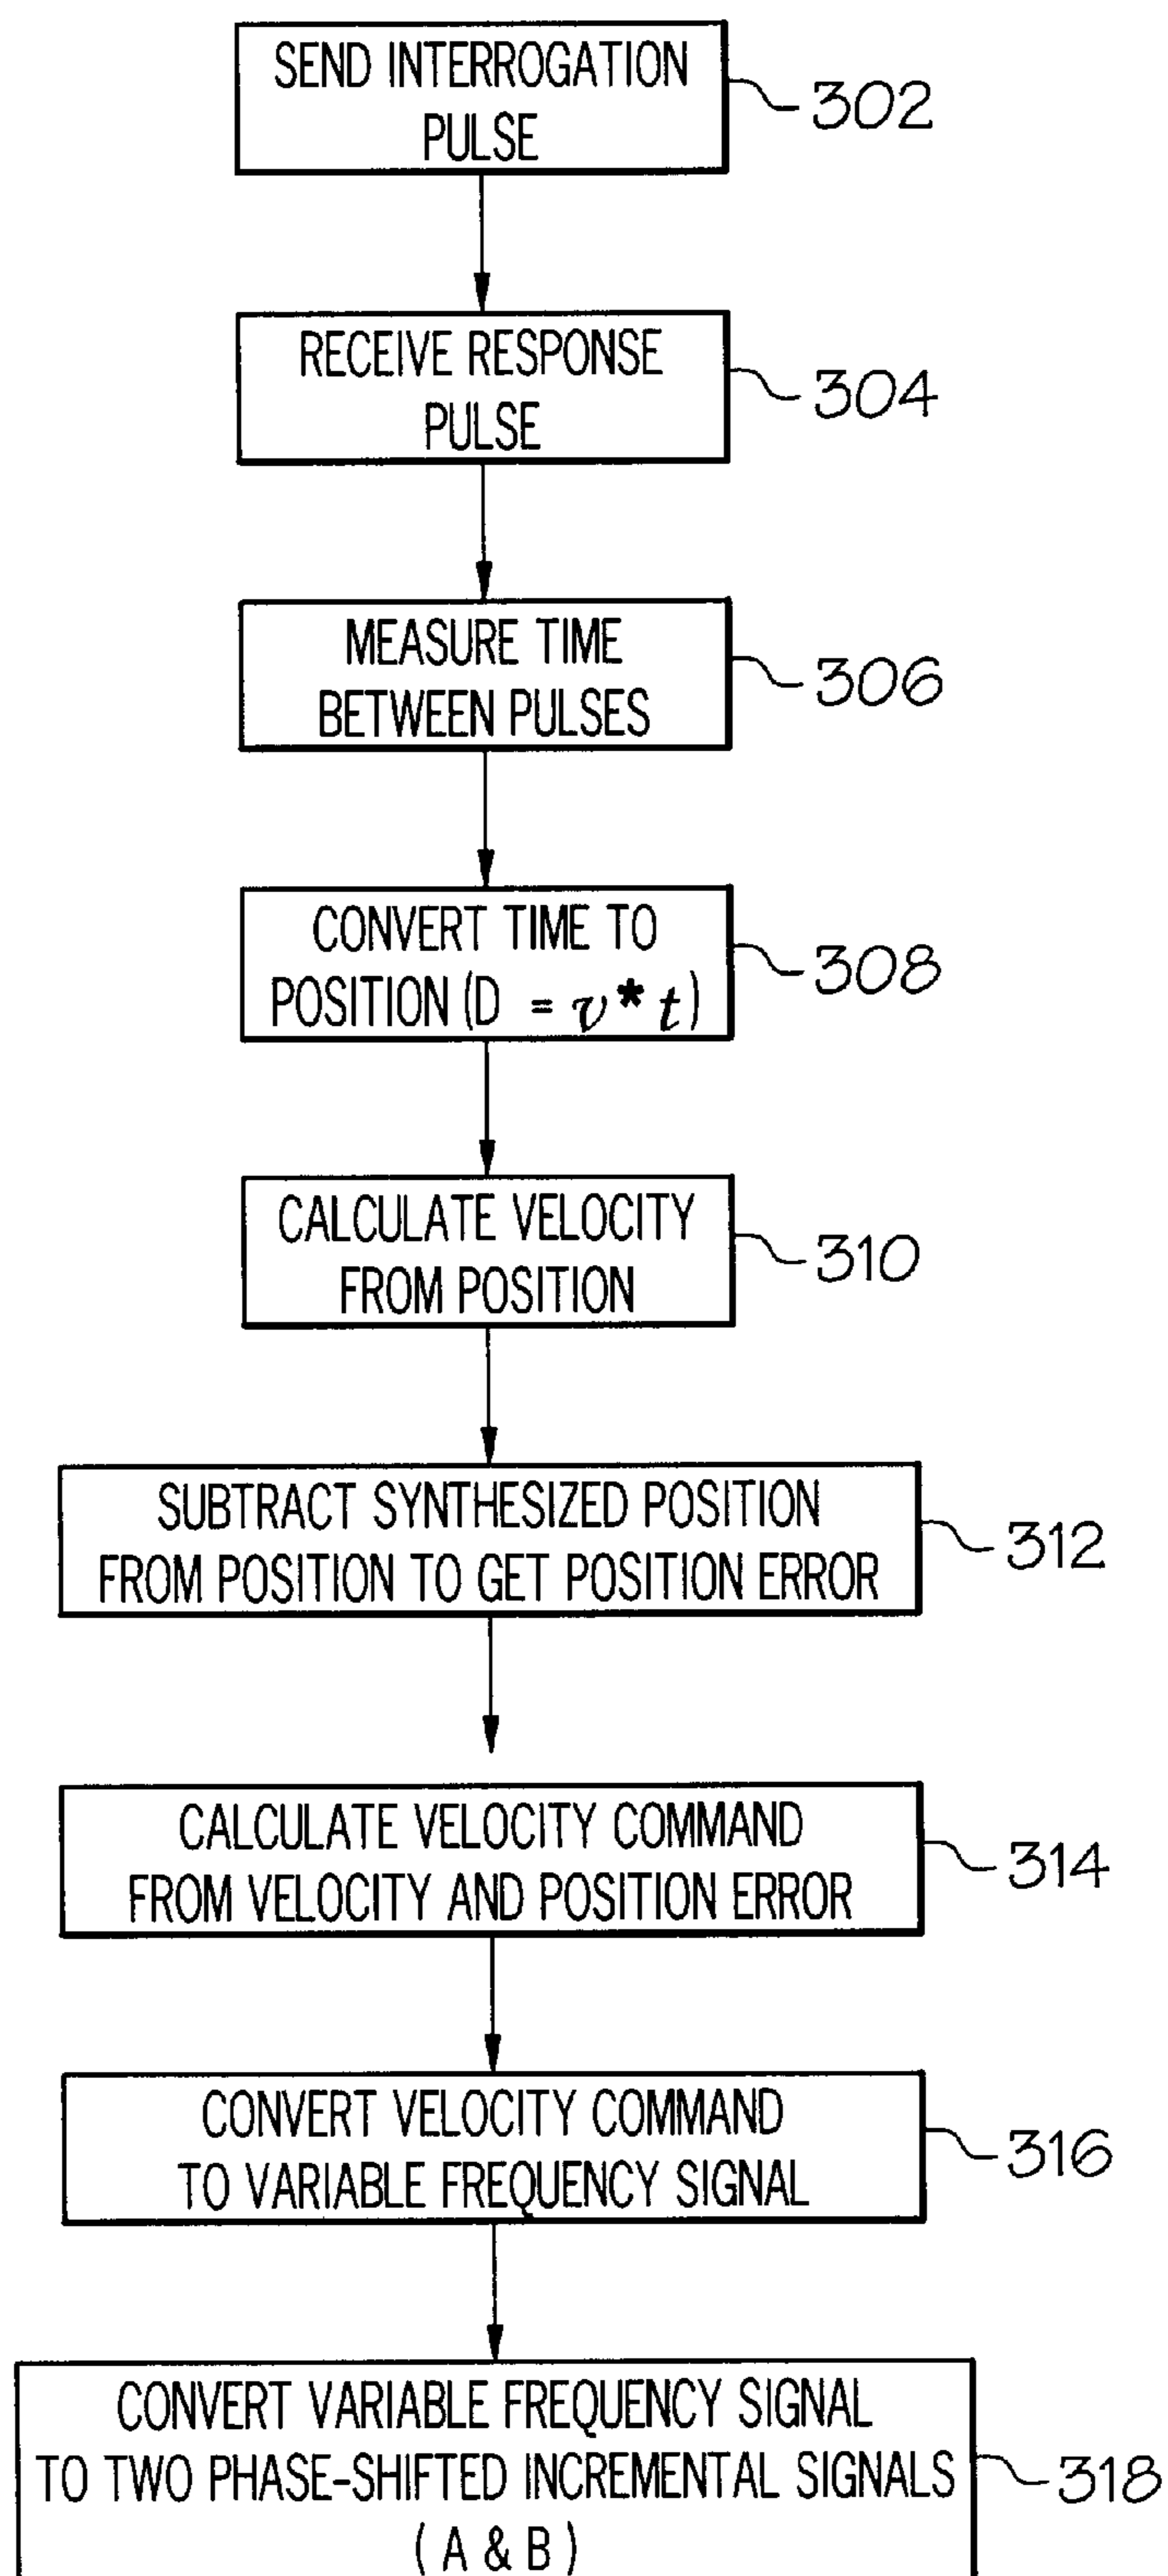 SEND INTERROGATION
PULSE
302
RECEIVE RESPONSE
PULSE
304
MEASURE TIME
BETWEEN PULSES
306
CONVERT TIME TO
POSITION (D = v * t)
308
CALCULATE VELOCITY
FROM POSITION
310
SUBTRACT SYNTHESIZED POSITION
FROM POSITION TO GET POSITION ERROR
312
CALCULATE VELOCITY COMMAND
FROM VELOCITY AND POSITION ERROR
314
CONVERT VELOCITY COMMAND
TO VARIABLE FREQUENCY SIGNAL
316
CONVERT VARIABLE FREQUENCY SIGNAL
TO TWO PHASE-SHIFTED INCREMENTAL SIGNALS
( A & B )
318